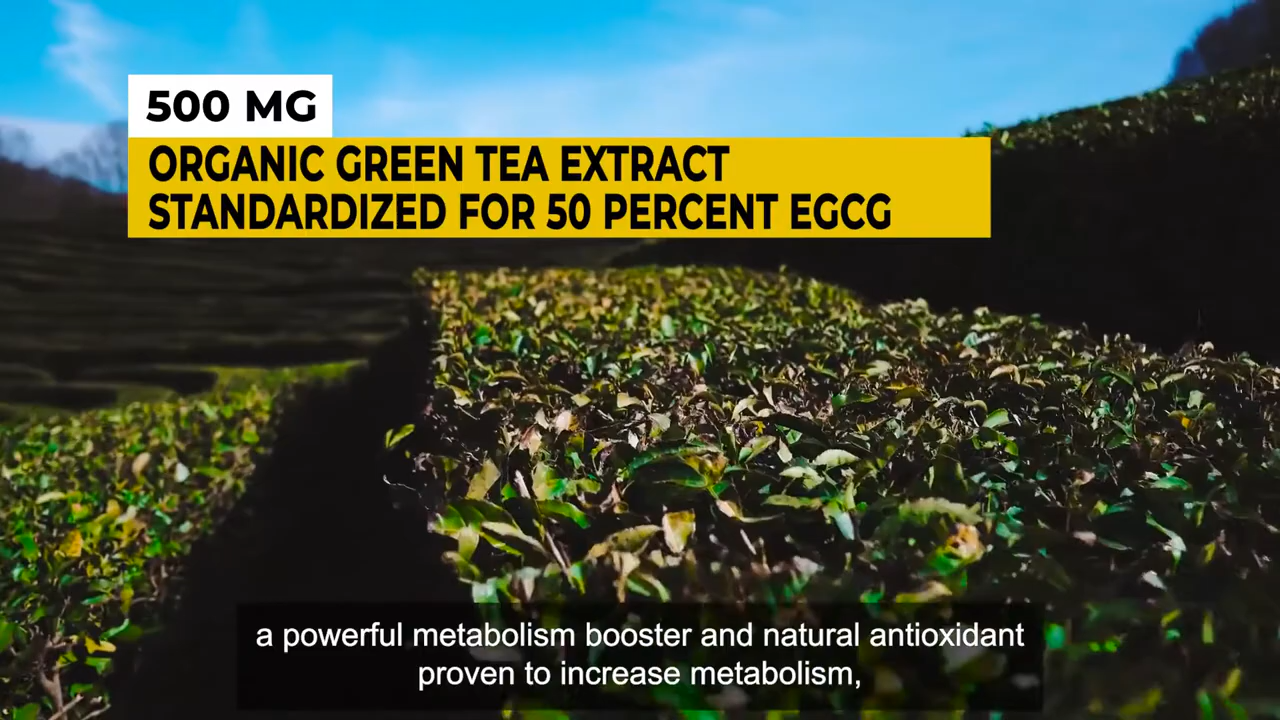 500 MG
ORGANIC GREEN TEA EXTRACT
STANDARDIZED FOR 50 PERCENT EGCG
a powerful metabolism booster and natural antioxidant
proven to increase metabolism,